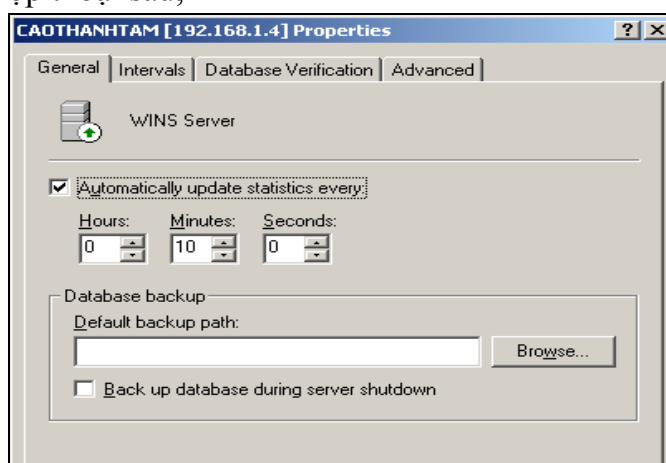 CAOTHANHTAM [192.168.1.4] Properties
General Intervals Database Verification Advanced
WINS Server
Automatically update statistics every:
Hours: Minutes: Seconds:
0 10 0
Database backup
Default backup path:
Browse...
Back up database during server shutdown